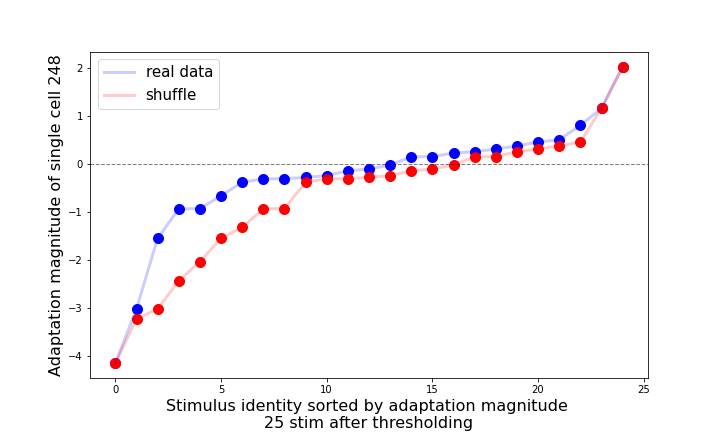 real data
shuffle
Adaptation magnitude of single cell 248
2
1
0
−1
−2
−3
−4
0
5
10
15
20
25
Stimulus identity sorted by adaptation magnitude
25 stim after thresholding